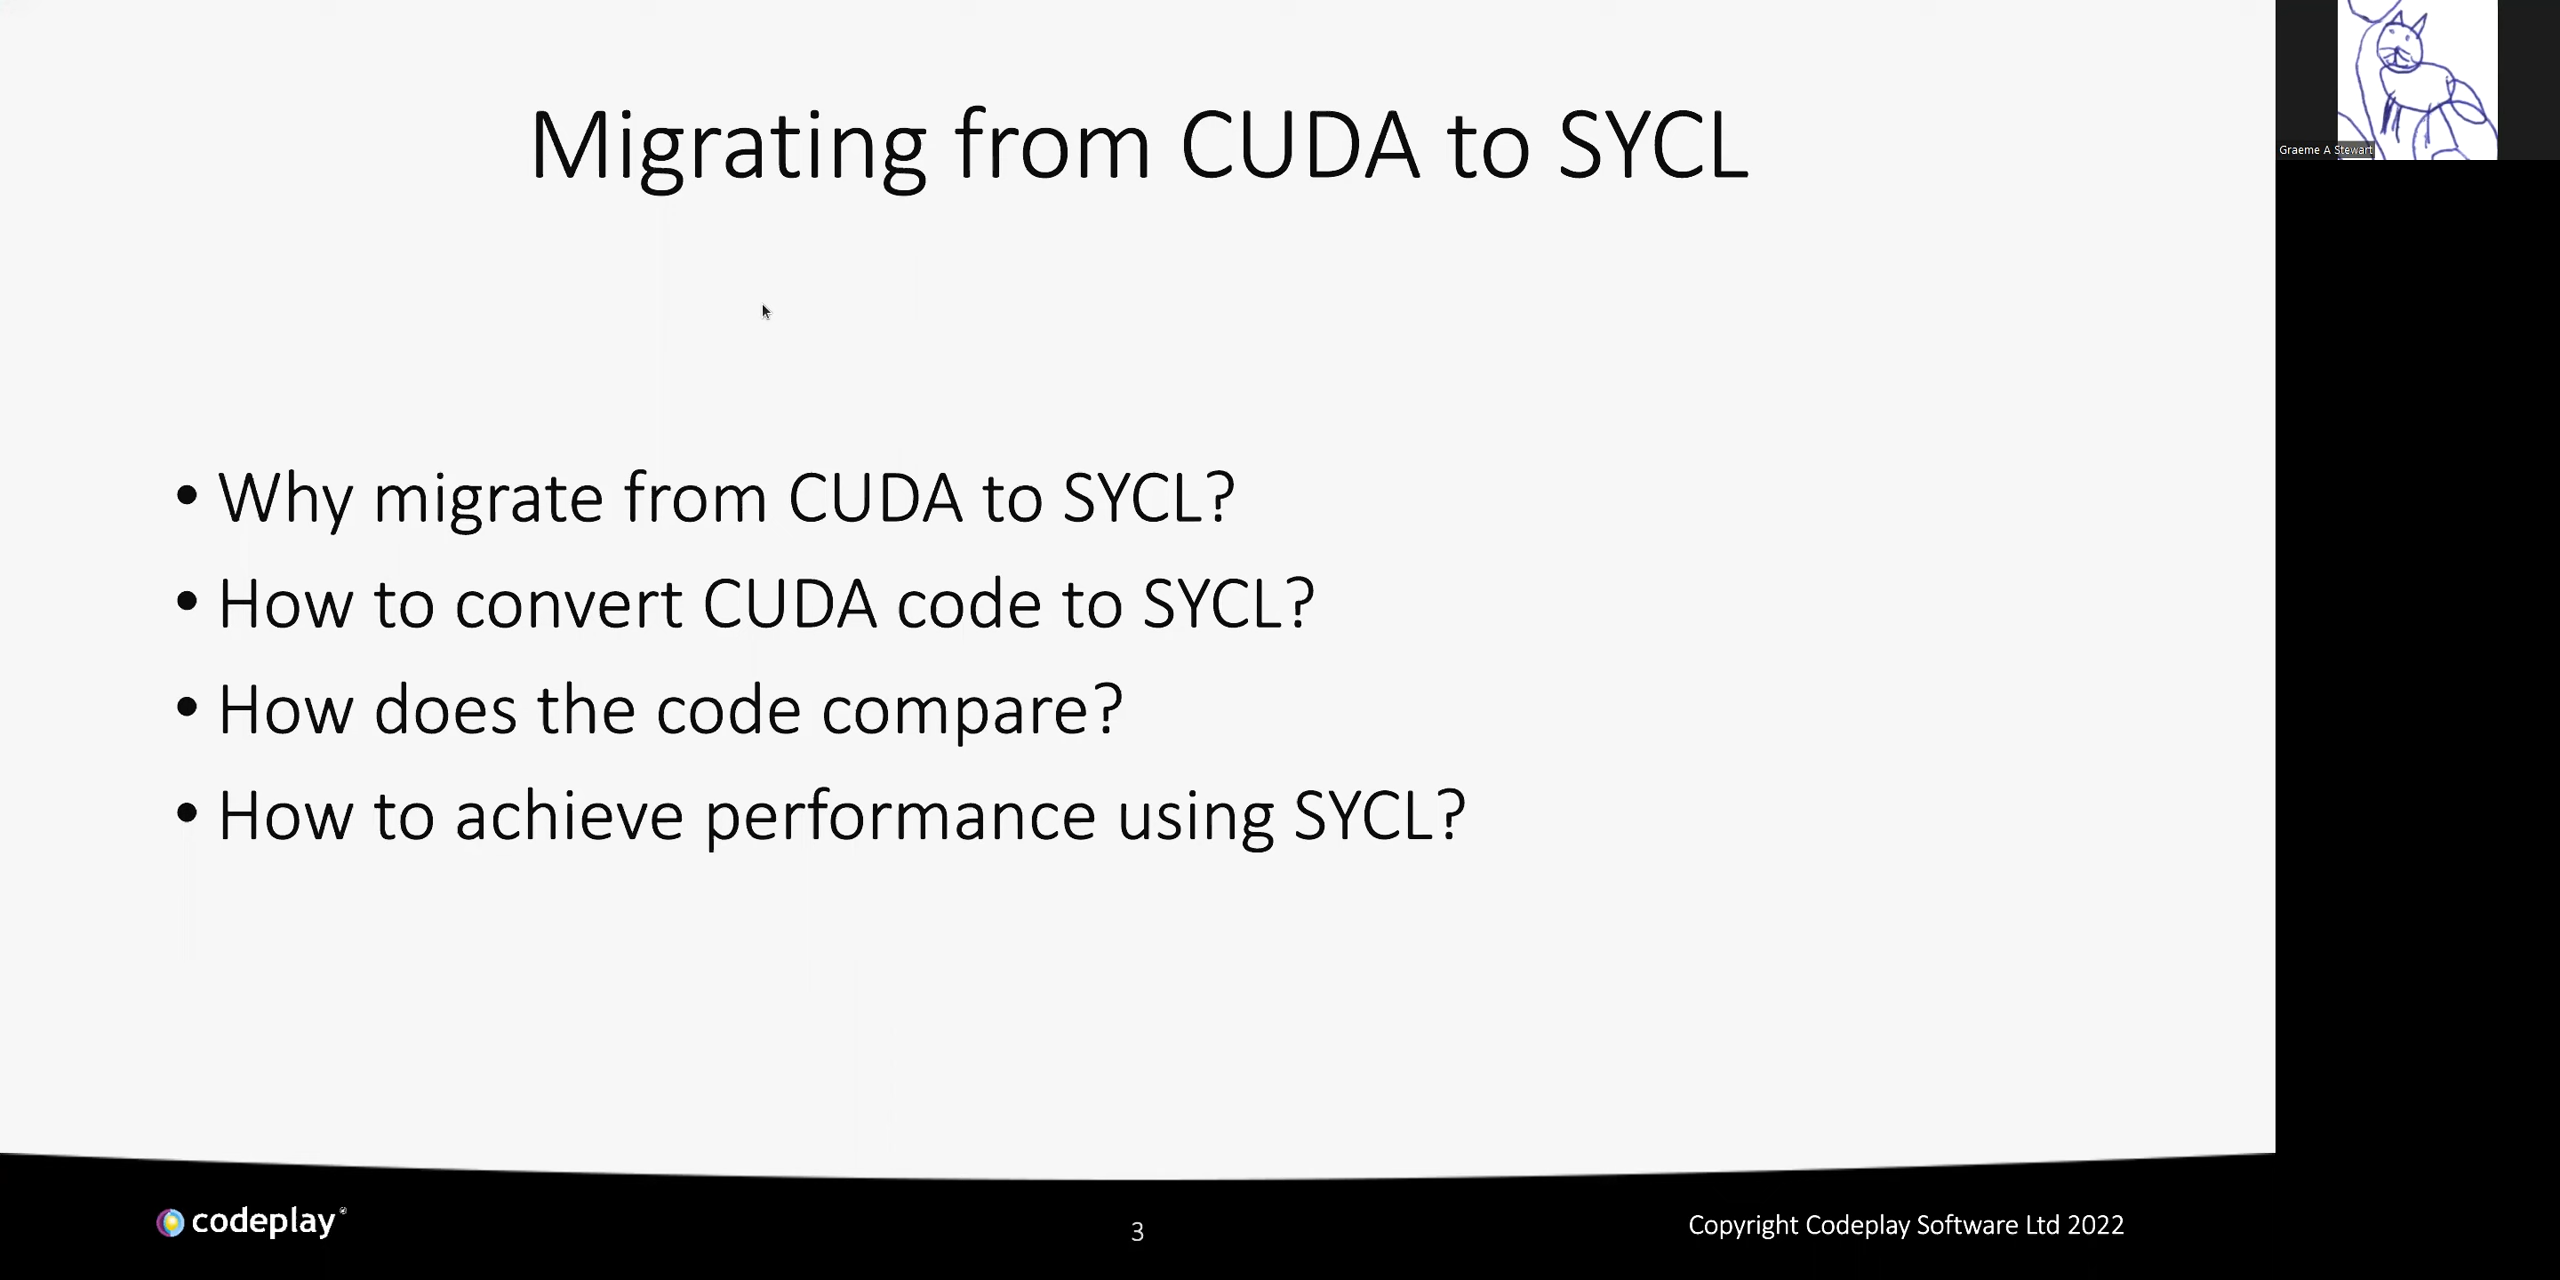 Migrating from CUDA to SYCL
Graeme A Stewart
• Why migrate from CUDA to SYCL?
• How to convert CUDA code to SYCL?
• How does the code compare?
• How to achieve performance using SYCL?
codeplay®
3
Copyright Codeplay Software Ltd 2022